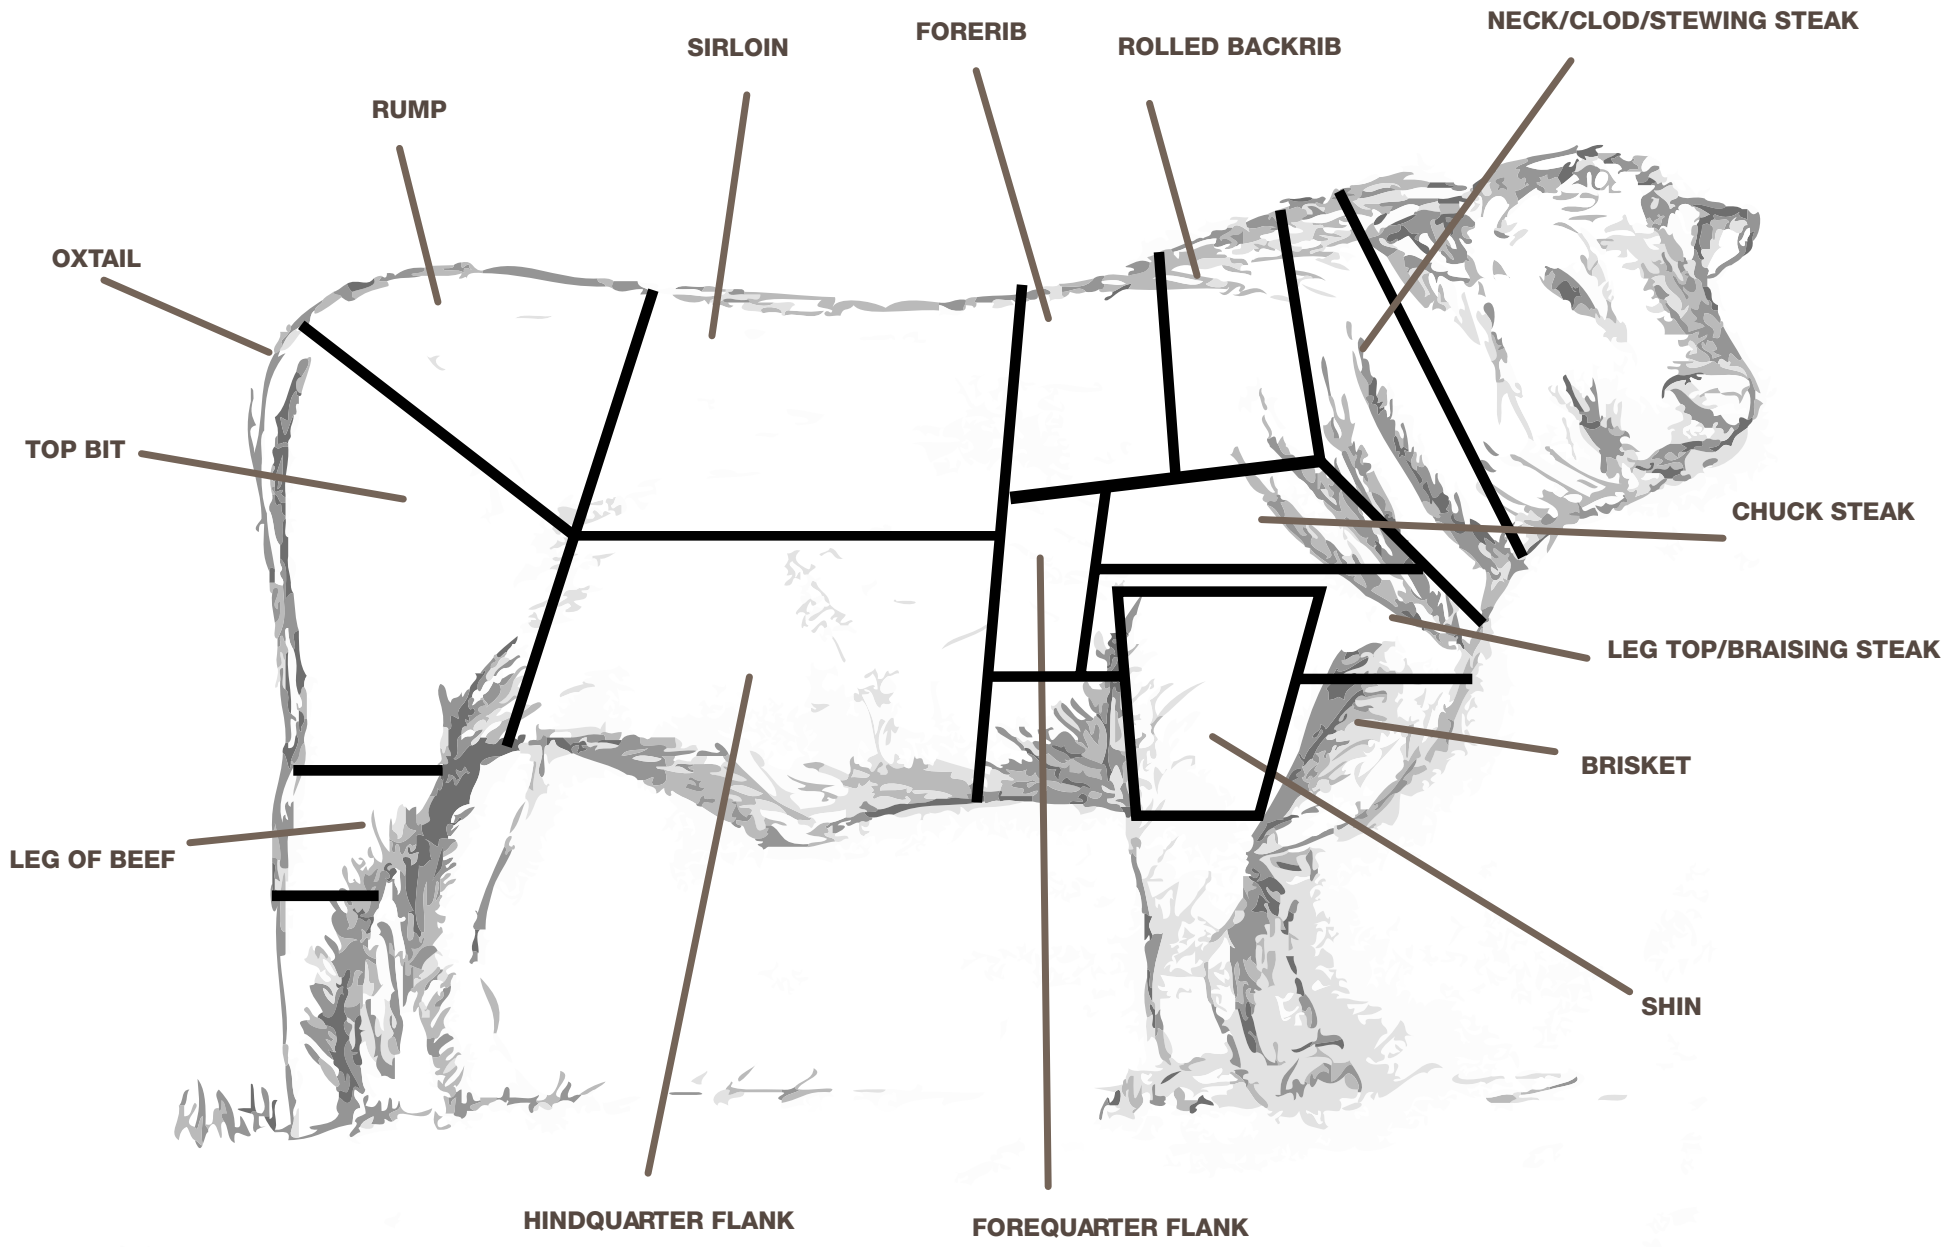 NECK/CLOD/STEWING STEAK
FORERIB
ROLLED BACKRIB
SIRLOIN
RUMP
OXTAIL
TOP BIT
CHUCK STEAK
LEG TOP/BRAISING STEAK
BRISKET
LEG OF BEEF
SHIN
HINDQUARTER FLANK
FOREQUARTER FLANK